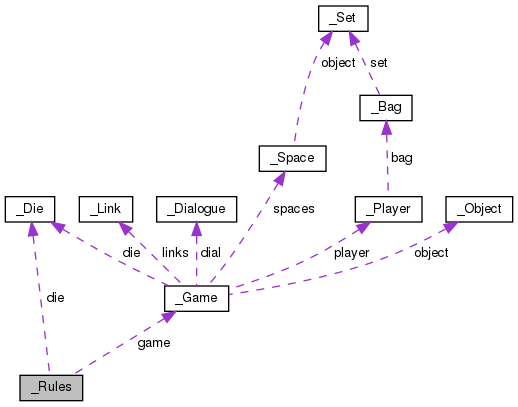 _Set
object
set
_Bag
_Space
bag
_Die
_Link
_Dialogue
_Player
_Object
spaces
die
links
dial
player
object
_Game
die
game
_Rules